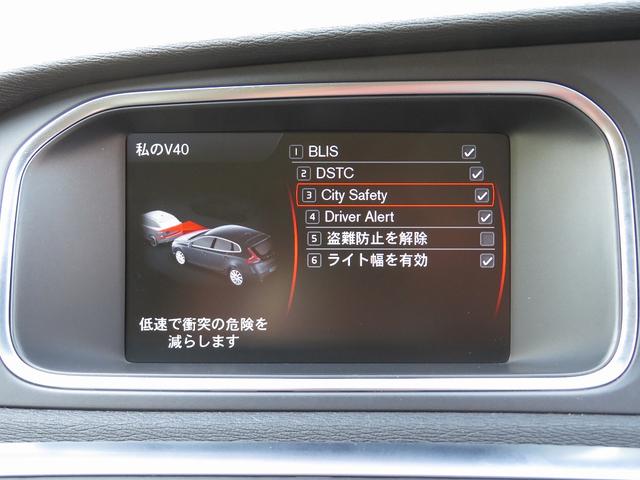 私のV40
1 BLIS
2 DSTC
3 City Safety
4 Driver Alert
5 盗難防止を解除
6 ライト幅を有効
低速で衝突の危険を
減らします